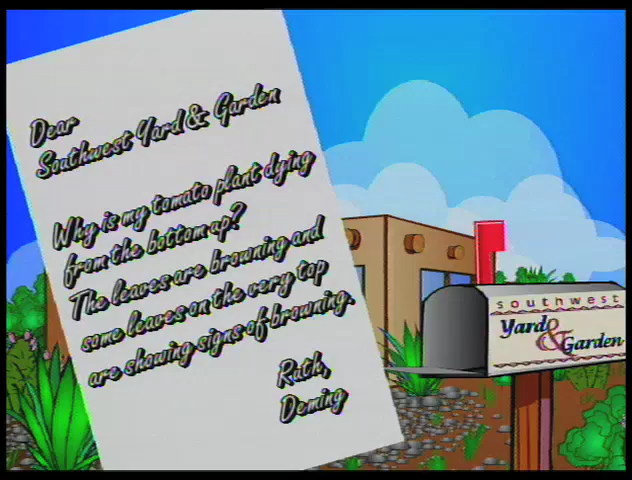 Dear
Southwest Yard & Garden
Why is my tomato plant dying
from the bottom up?
The leaves are browning and
some leaves on the very top
are showing signs of browning.
Ruth,
Deming
southwest
Yard &
Garden